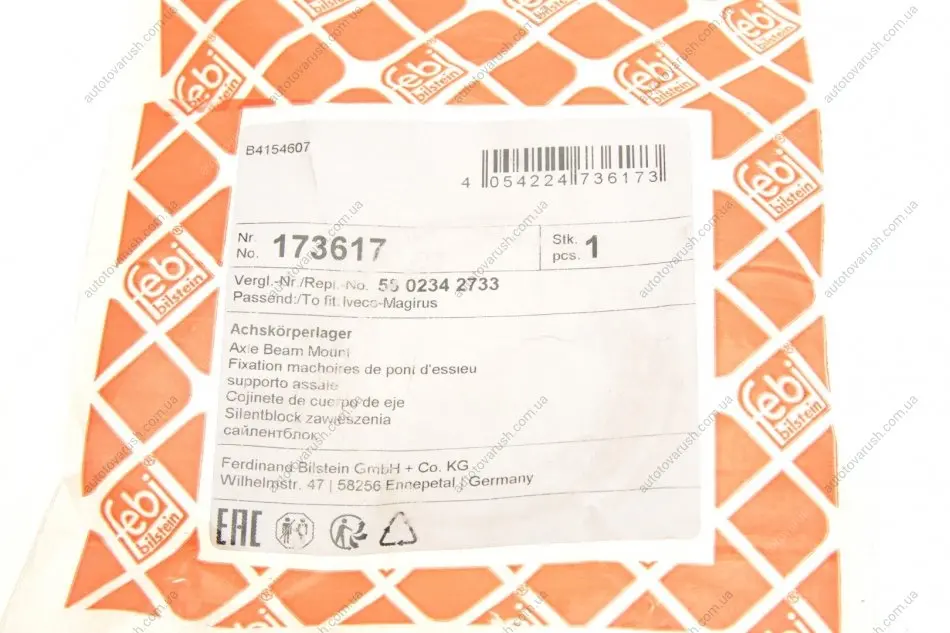 febi bilstein
B4154607
4 054224 736173
Nr. No. 173617
Stk. pcs. 1
Vergl.-Nr./Repl.-No. 0234 2733
Passend:/To fit: Iveco-Magirus
Achskörperlager
Axle Beam Mount
Fixation machoires de pont d'essieu
supporto assale
Cojinete de cuerpo de eje
Silentblock zawieszenia
сайлентблок
Ferdinand Bilstein GmbH + Co. KG
Wilhelmstr. 47 | 58256 Ennepetal / Germany
EAC
autotovarush.com.ua